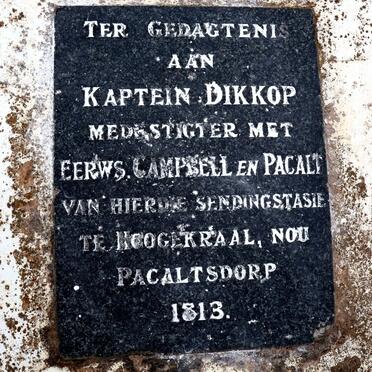 TER GEDAGTENIS
AAN
KAPTEIN DIKKOP
MEDESTIGTER MET
EERWS. CAMPBELL EN PACALT
VAN HIERDIE SENDINGSTASIE
TE HOOGEKRAAL, NOU
PACALTSDORP
1813.